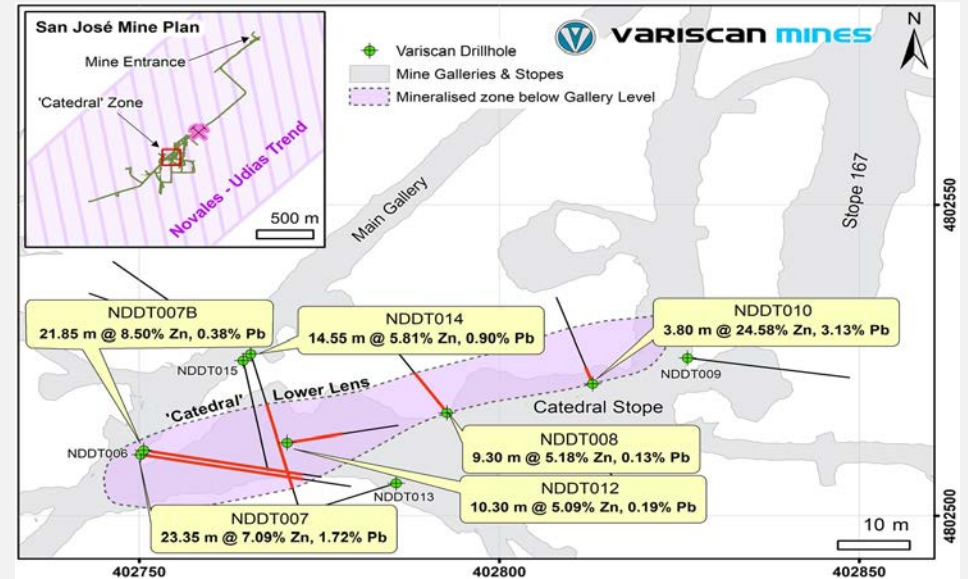 San José Mine Plan
Mine Entrance
'Catedral' Zone
Novales - Udías Trend
500 m
Variscan Drillhole
Mine Galleries & Stopes
Mineralised zone below Gallery Level
VARISCAN MINES
N
Main Gallery
Stope 167
4802550
NDDT007B
21.85 m @ 8.50% Zn, 0.38% Pb
NDDT014
14.55 m @ 5.81% Zn, 0.90% Pb
NDDT010
3.80 m @ 24.58% Zn, 3.13% Pb
NDDT015
NDDT009
'Catedral' Lower Lens
Catedral Stope
NDDT006
NDDT008
9.30 m @ 5.18% Zn, 0.13% Pb
NDDT012
10.30 m @ 5.09% Zn, 0.19% Pb
NDDT013
NDDT007
23.35 m @ 7.09% Zn, 1.72% Pb
4802500
10 m
402750
402800
402850